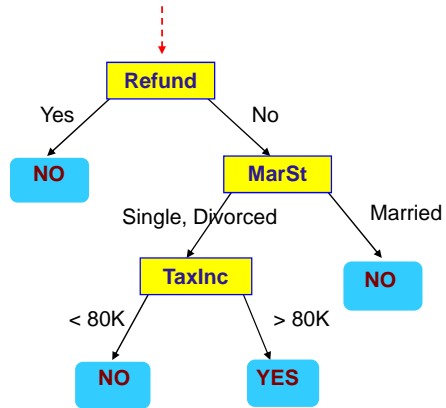 Refund
Yes
No
NO
MarSt
Single, Divorced
Married
TaxInc
NO
< 80K
> 80K
NO
YES